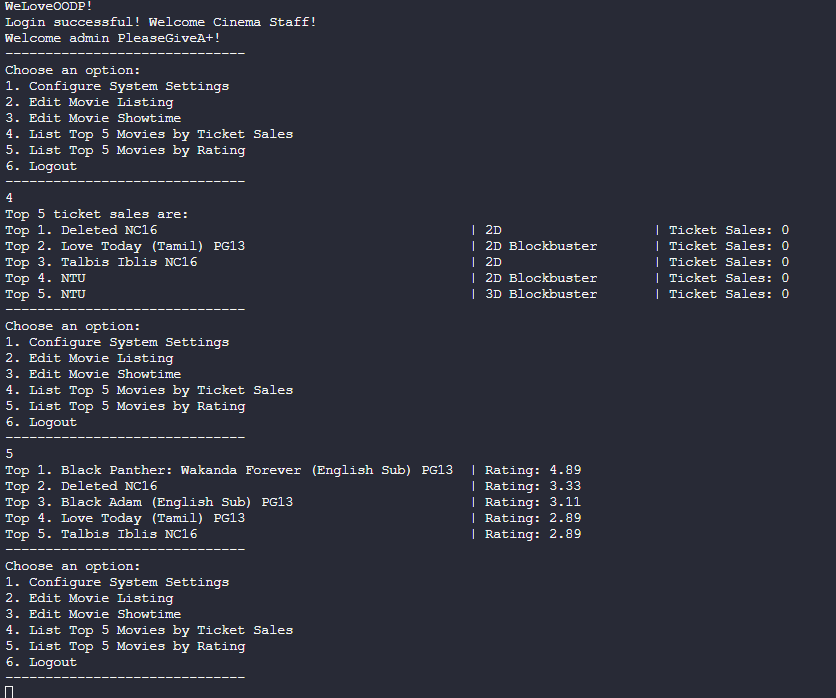 WeLoveOODP!
Login successful! Welcome Cinema Staff!
Welcome admin PleaseGiveA+!
------------------------------
Choose an option:
1. Configure System Settings
2. Edit Movie Listing
3. Edit Movie Showtime
4. List Top 5 Movies by Ticket Sales
5. List Top 5 Movies by Rating
6. Logout
------------------------------
4
Top 5 ticket sales are:
Top 1. Deleted NC16 | 2D | Ticket Sales: 0
Top 2. Love Today (Tamil) PG13 | 2D Blockbuster | Ticket Sales: 0
Top 3. Talbis Iblis NC16 | 2D | Ticket Sales: 0
Top 4. NTU | 2D Blockbuster | Ticket Sales: 0
Top 5. NTU | 3D Blockbuster | Ticket Sales: 0
------------------------------
Choose an option:
1. Configure System Settings
2. Edit Movie Listing
3. Edit Movie Showtime
4. List Top 5 Movies by Ticket Sales
5. List Top 5 Movies by Rating
6. Logout
------------------------------
5
Top 1. Black Panther: Wakanda Forever (English Sub) PG13 | Rating: 4.89
Top 2. Deleted NC16 | Rating: 3.33
Top 3. Black Adam (English Sub) PG13 | Rating: 3.11
Top 4. Love Today (Tamil) PG13 | Rating: 2.89
Top 5. Talbis Iblis NC16 | Rating: 2.89
------------------------------
Choose an option:
1. Configure System Settings
2. Edit Movie Listing
3. Edit Movie Showtime
4. List Top 5 Movies by Ticket Sales
5. List Top 5 Movies by Rating
6. Logout
------------------------------